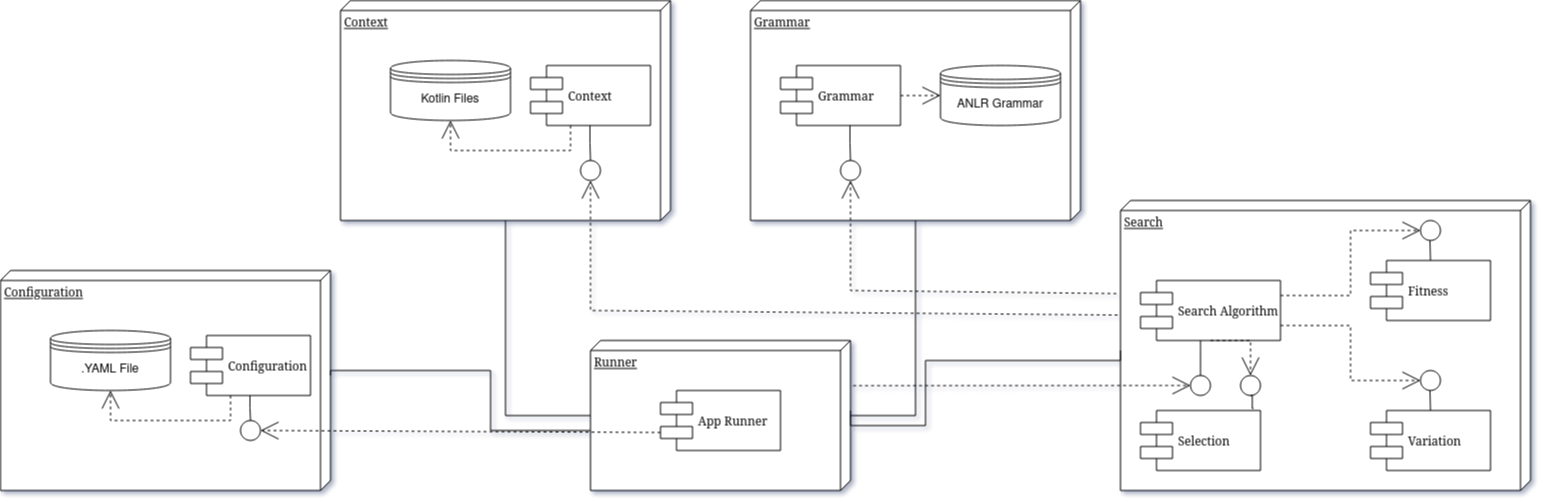 Context
Kotlin Files
Context
Grammar
Grammar
ANLR Grammar
Configuration
.YAML File
Configuration
Runner
App Runner
Search
Search Algorithm
Fitness
Selection
Variation